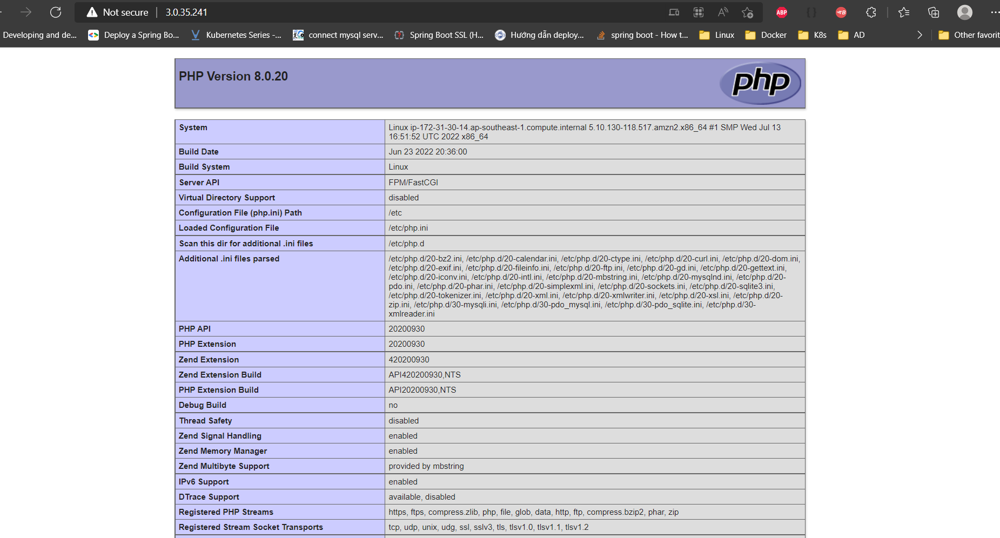 Not secure 3.0.35.241
ABP
Developing and de... Deploy a Spring Bo... Kubernetes Series -... connect mysql serv... Spring Boot SSL (H... Hướng dẫn deploy... spring boot - How t... Linux Docker K8s AD Other favorit
PHP Version 8.0.20
php
System
Linux ip-172-31-30-14.ap-southeast-1.compute.internal 5.10.130-118.517.amzn2.x86_64 #1 SMP Wed Jul 13
16:51:52 UTC 2022 x86_64
Build Date Jun 23 2022 20:36:00
Build System Linux
Server API FPM/FastCGI
Virtual Directory Support disabled
Configuration File (php.ini) Path /etc
Loaded Configuration File /etc/php.ini
Scan this dir for additional .ini files /etc/php.d
Additional .ini files parsed /etc/php.d/20-bz2.ini, /etc/php.d/20-calendar.ini, /etc/php.d/20-ctype.ini, /etc/php.d/20-curl.ini, /etc/php.d/20-dom.ini,
/etc/php.d/20-exif.ini, /etc/php.d/20-fileinfo.ini, /etc/php.d/20-ftp.ini, /etc/php.d/20-gd.ini, /etc/php.d/20-gettext.ini,
/etc/php.d/20-iconv.ini, /etc/php.d/20-intl.ini, /etc/php.d/20-mbstring.ini, /etc/php.d/20-mysqlnd.ini, /etc/php.d/20-
pdo.ini, /etc/php.d/20-phar.ini, /etc/php.d/20-simplexml.ini, /etc/php.d/20-sockets.ini, /etc/php.d/20-sqlite3.ini,
/etc/php.d/20-tokenizer.ini, /etc/php.d/20-xml.ini, /etc/php.d/20-xmlwriter.ini, /etc/php.d/20-xsl.ini, /etc/php.d/20-
zip.ini, /etc/php.d/30-mysqli.ini, /etc/php.d/30-pdo_mysql.ini, /etc/php.d/30-pdo_sqlite.ini, /etc/php.d/30-
xmlreader.ini
PHP API 20200930
PHP Extension 20200930
Zend Extension 420200930
Zend Extension Build API420200930,NTS
PHP Extension Build API20200930,NTS
Debug Build no
Thread Safety disabled
Zend Signal Handling enabled
Zend Memory Manager enabled
Zend Multibyte Support provided by mbstring
IPv6 Support enabled
DTrace Support available, disabled
Registered PHP Streams https, ftps, compress.zlib, php, file, glob, data, http, ftp, compress.bzip2, phar, zip
Registered Stream Socket Transports tcp, udp, unix, udg, ssl, sslv3, tls, tlsv1.0, tlsv1.1, tlsv1.2